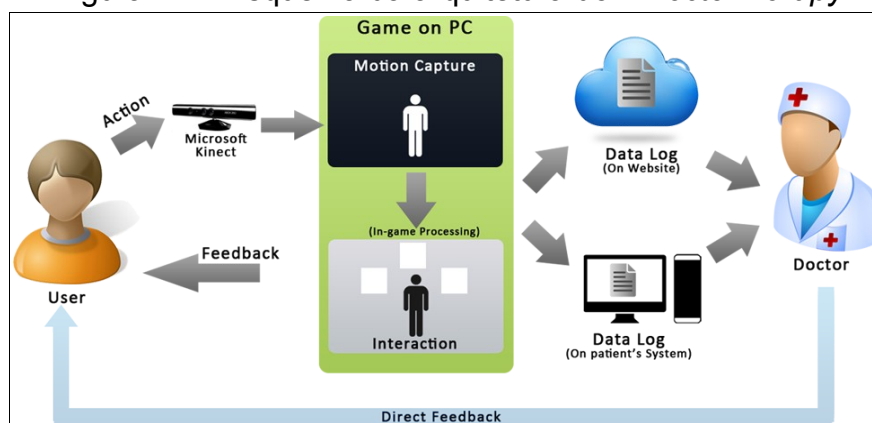 Game on PC
Motion Capture
Action
Microsoft
Kinect
Data Log
(On Website)
(In-game Processing)
Feedback
User
Interaction
Data Log
(On patient's System)
Doctor
Direct Feedback